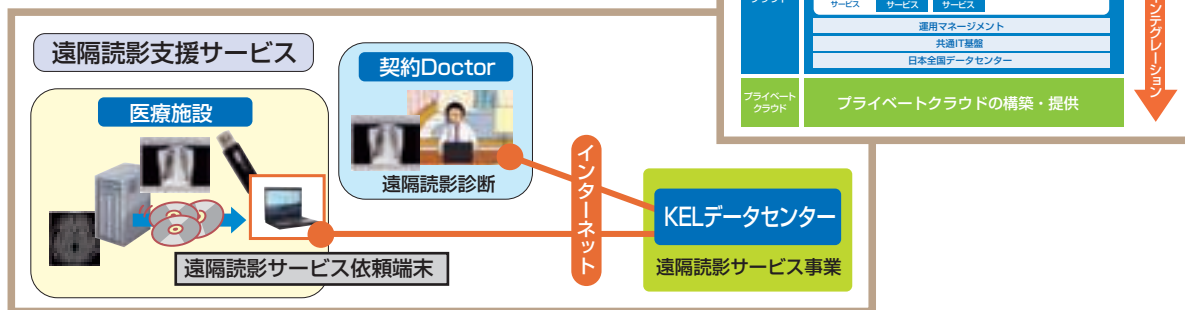 サービス
サービス
サービス
運用マネージメント
共通IT基盤
日本全国データセンター
プライベート
クラウド
プライベートクラウドの構築・提供
ンテグレーション
遠隔読影支援サービス
医療施設
契約Doctor
遠隔読影診断
遠隔読影サービス依頼端末
インターネット
KELデータセンター
遠隔読影サービス事業